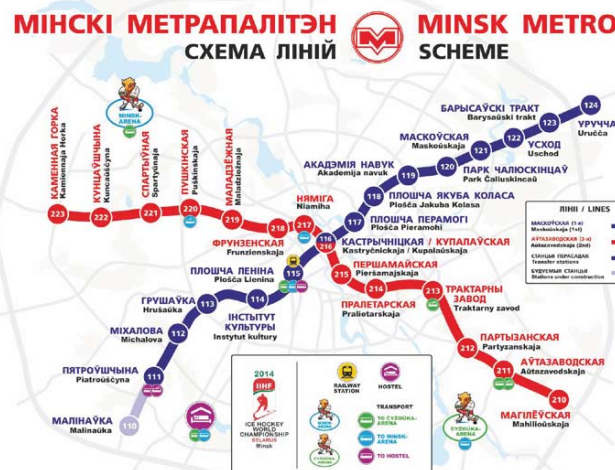 МІНСКІ МЕТРАПАЛІТЭН
СХЕМА ЛІНІЙ
MINSK METRO
SCHEME
КАМЕННАЯ ГОРКА
Kamiennaja Horka
КУНЦАЎШЧЫНА
Kuncaŭščyna
СПАРТЫЎНАЯ
Spartyŭnaja
ПУШКІНСКАЯ
Puškinskaja
МАЛАДЗЁЖНАЯ
Maladziožnaja
MINSK-
ARENA
223
222
221
220
219
218
217
ФРУНЗЕНСКАЯ
Frunzienskaja
НЯМІГА
Niamiha
124
УРУЧЧА
Uručča
БАРЫСАЎСКІ ТРАКТ
Barysaŭski trakt
123
УСХОД
Uschod
122
МАСКОЎСКАЯ
Maskoŭskaja
121
ПАРК ЧАЛЮСКІНЦАЎ
Park Čaliuskincaŭ
120
АКАДЭМІЯ НАВУК
Akademija navuk
119
ПЛОШЧА ЯКУБА КОЛАСА
Plošča Jakuba Kolasa
118
ПЛОШЧА ПЕРАМОГІ
Plošča Pieramohi
117
116
216
КАСТРЫЧНІЦКАЯ / КУПАЛАЎСКАЯ
Kastryčnickaja / Kupalaŭskaja
ПЛОШЧА ЛЕНІНА
Plošča Lienina
115
215
ПЕРШАМАЙСКАЯ
Pieršamajskaja
214
ПРАЛЕТАРСКАЯ
Pralietarskaja
213
ТРАКТАРНЫ
ЗАВОД
Traktarny zavod
ГРУШАЎКА
Hrušaŭka
113
114
ІНСТЫТУТ
КУЛЬТУРЫ
Instytut kultury
МІХАЛОВА
Michalova
112
ПЯТРОЎШЧЫНА
Piatroŭščyna
111
МАЛІНАЎКА
Malinaŭka
110
212
ПАРТЫЗАНСКАЯ
Partyzanskaja
211
АЎТАЗАВОДСКАЯ
Aŭtazavodskaja
210
МАГІЛЁЎСКАЯ
Mahilioŭskaja
ЛІНІІ / LINES
МАСКОЎСКАЯ (1-я)
Maskoŭskaja (1st)
АЎТАЗАВОДСКАЯ (2-я)
Aŭtazavodskaja (2nd)
СТАНЦЫІ ПЕРАСАДАК
Transfer stations
БУДУЕМЫЯ СТАНЦЫІ
Stations under construction
2014
IIHF
ICE HOCKEY
WORLD
CHAMPIONSHIP
BELARUS
Minsk
RAILWAY
STATION
HOSTEL
TRANSPORT
TO ČYŽOŬKA-
ARENA
TO MINSK-
ARENA
TO HOSTEL
ČYŽOŬKA-
ARENA